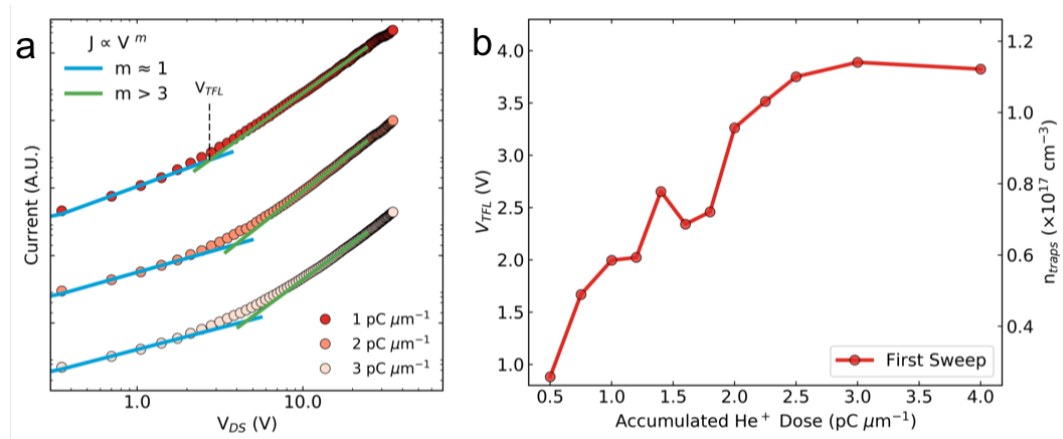 a
J ∝ V m
m ≈ 1
m > 3
V_TFL
Current (A.U.)
1 pC μm⁻¹
2 pC μm⁻¹
3 pC μm⁻¹
1.0
10.0
V_DS (V)
b
4.0
3.5
3.0
2.5
2.0
1.5
1.0
V_TFL (V)
1.2
1.0
0.8
0.6
0.4
n_traps (×10¹⁷ cm⁻³)
First Sweep
0.5
1.0
1.5
2.0
2.5
3.0
3.5
4.0
Accumulated He⁺ Dose (pC μm⁻¹)